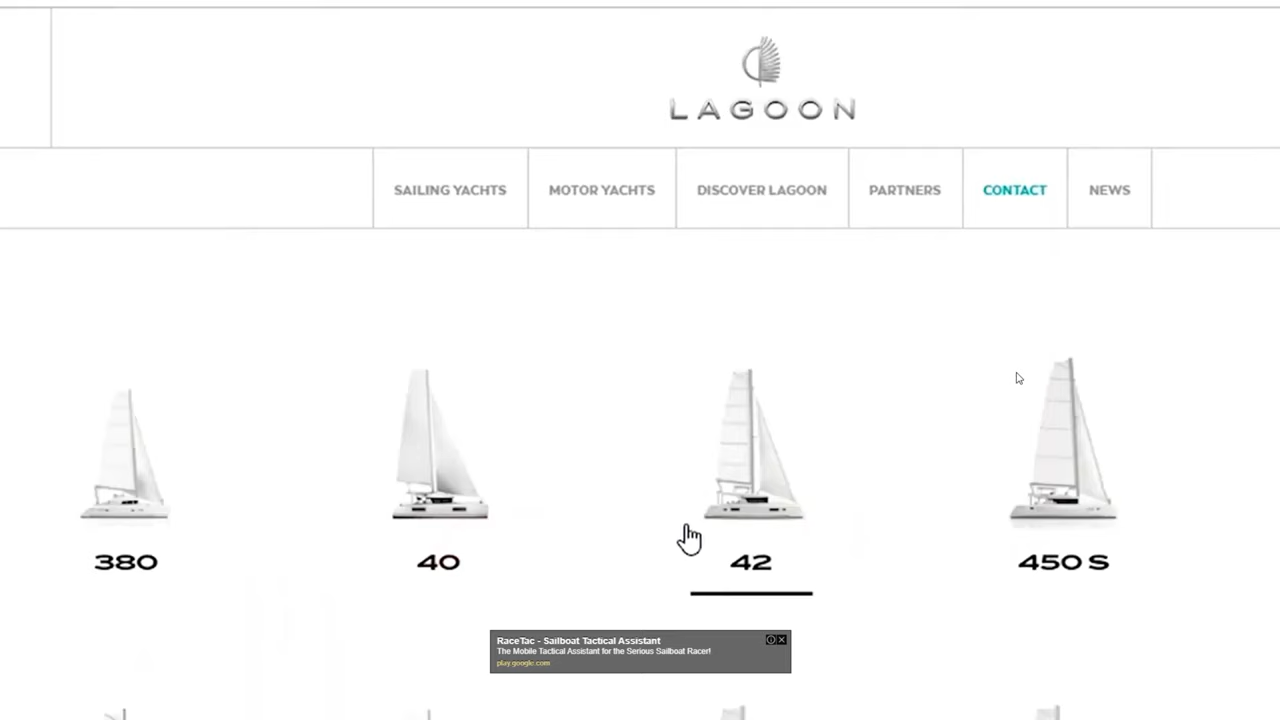 LAGOON
SAILING YACHTS
MOTOR YACHTS
DISCOVER LAGOON
PARTNERS
CONTACT
NEWS
380
40
42
450 S
RaceTac - Sailboat Tactical Assistant
The Mobile Tactical Assistant for the Serious Sailboat Racer!
play.google.com